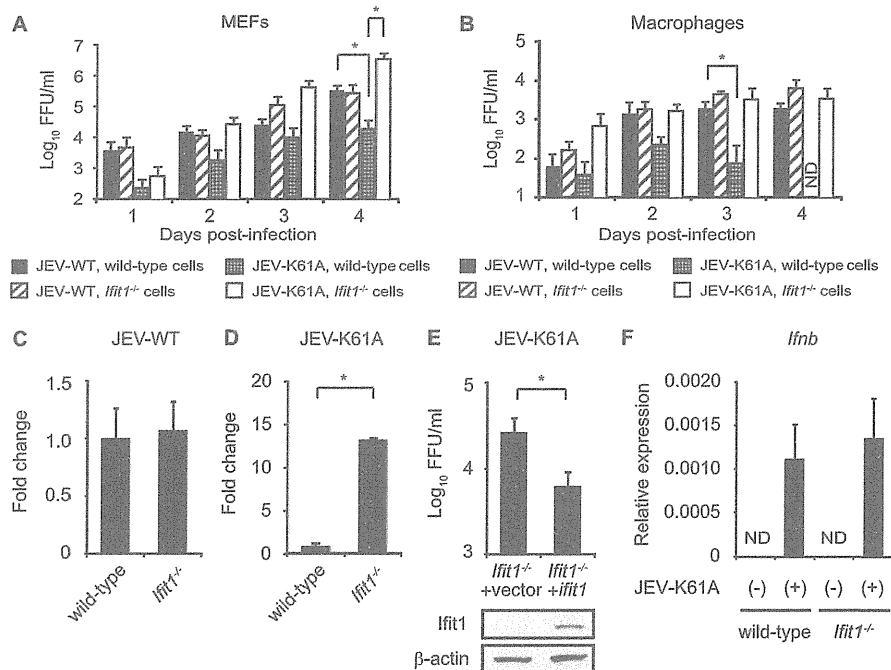 A MEFs
Log10 FFU/ml
7
6
5
4
3
2
* *
1 2 3 4
Days post-infection
JEV-WT, wild-type cells JEV-K61A, wild-type cells
JEV-WT, Ifit1-/- cells JEV-K61A, Ifit1-/- cells
B Macrophages
Log10 FFU/ml
5
4
3
2
1
*
ND
1 2 3 4
Days post-infection
JEV-WT, wild-type cells JEV-K61A, wild-type cells
JEV-WT, Ifit1-/- cells JEV-K61A, Ifit1-/- cells
C JEV-WT
Fold change
1.5
1.0
0.5
0
wild-type Ifit1-/-
D JEV-K61A
Fold change
20
15
10
5
0
*
wild-type Ifit1-/-
E JEV-K61A
Log10 FFU/ml
5
4
3
*
Ifit1-/- Ifit1-/-
+vector +ifit1
Ifit1
β-actin
F Ifnb
Relative expression
0.0020
0.0015
0.0010
0.0005
0
ND ND
JEV-K61A (-) (+) (-) (+)
wild-type Ifit1-/-